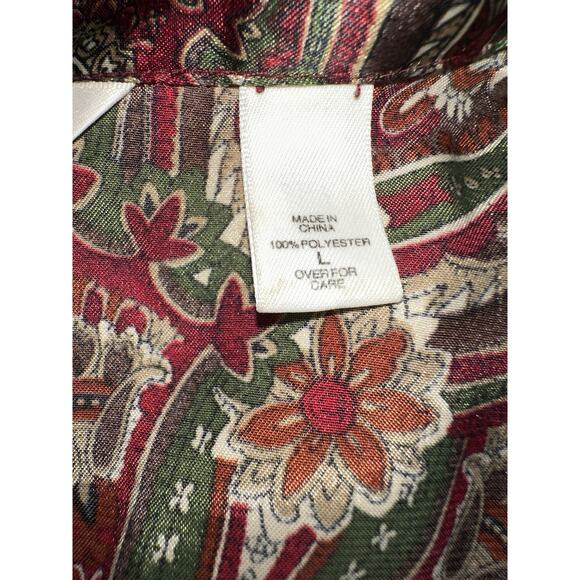 MADE IN
CHINA
100% POLYESTER
L
OVER FOR
CARE